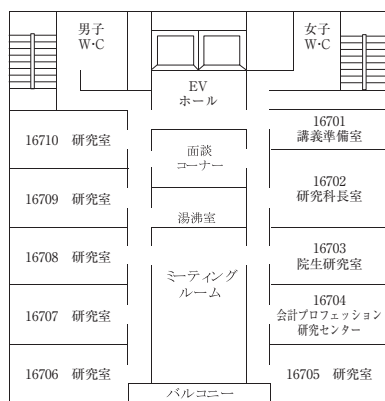 男子
W·C
女子
W·C
EV
ホール
16701
講義準備室
16710 研究室
面談
コーナー
16702
研究科長室
16709 研究室
湯沸室
16703
院生研究室
16708 研究室
ミーティング
ルーム
16704
会計プロフェッション
研究センター
16707 研究室
16706 研究室
16705 研究室
バルコニー